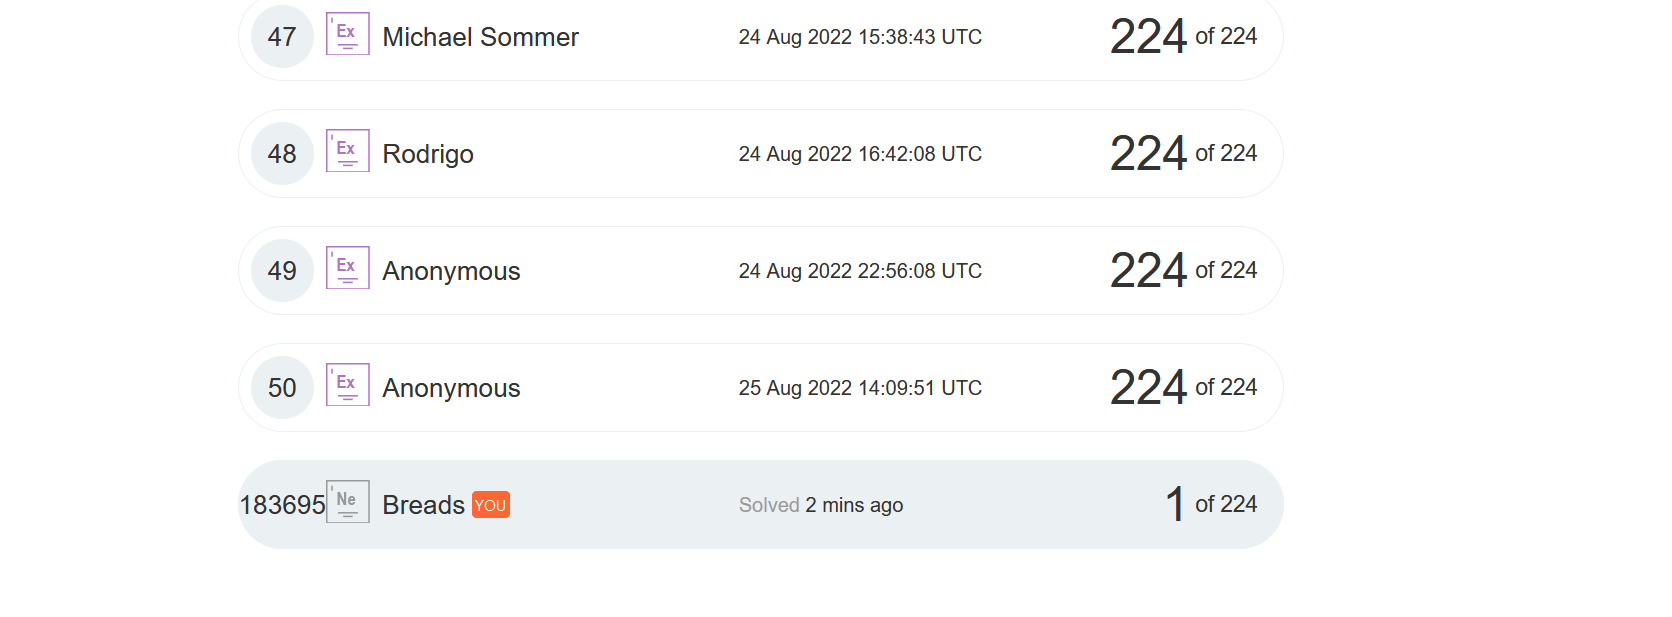 47 Ex Michael Sommer 24 Aug 2022 15:38:43 UTC 224 of 224
48 Ex Rodrigo 24 Aug 2022 16:42:08 UTC 224 of 224
49 Ex Anonymous 24 Aug 2022 22:56:08 UTC 224 of 224
50 Ex Anonymous 25 Aug 2022 14:09:51 UTC 224 of 224
183695 Ne Breads YOU Solved 2 mins ago 1 of 224